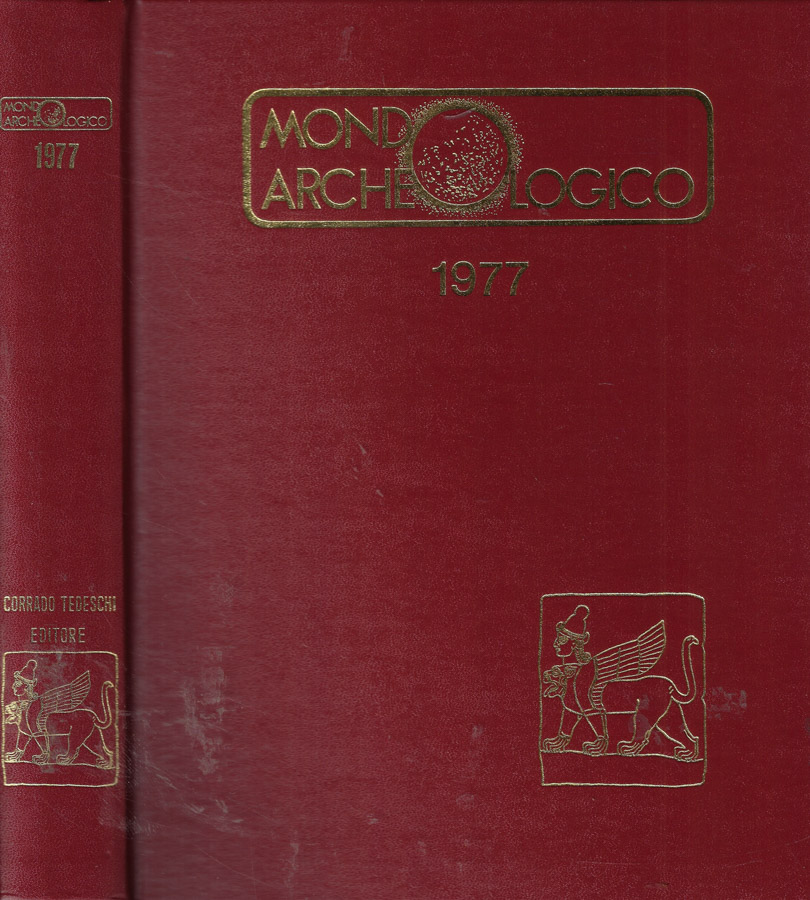 MONDO
ARCHEOLOGICO
1977
CORRADO TEDESCHI
EDITORE
MONDO
ARCHEOLOGICO
1977